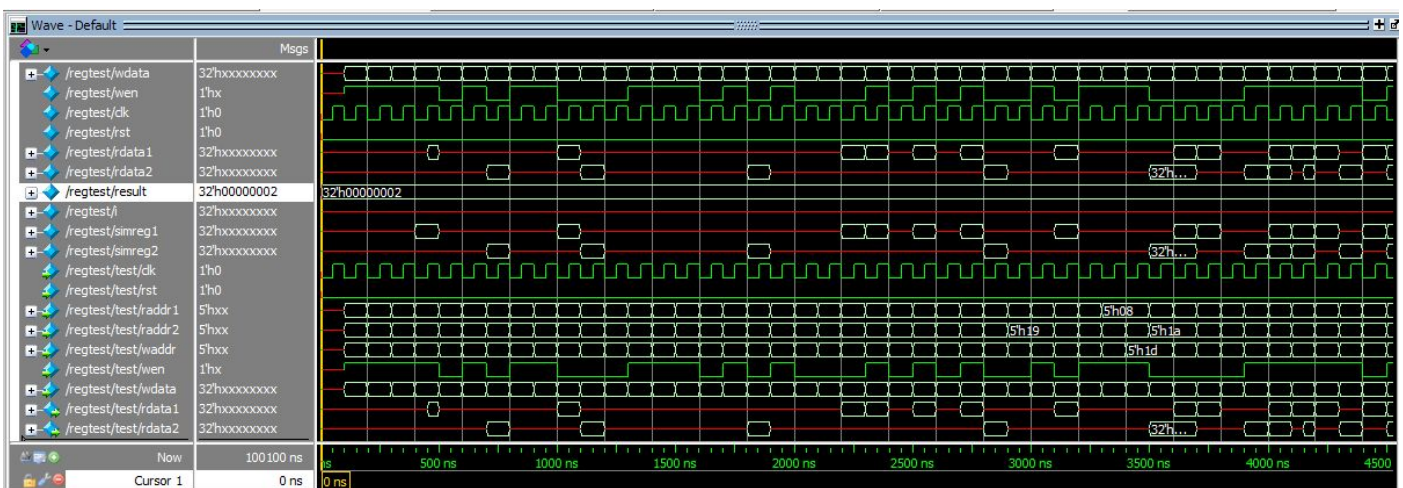 Wave - Default
Msgs
/regtest/wdata 32'hxxxxxxxx
/regtest/wen 1'hx
/regtest/clk 1'h0
/regtest/rst 1'h0
/regtest/rdata1 32'hxxxxxxxx
/regtest/rdata2 32'hxxxxxxxx 32'h...
/regtest/result 32'h00000002 32'h00000002
/regtest/i 32'hxxxxxxxx
/regtest/simreg1 32'hxxxxxxxx
/regtest/simreg2 32'hxxxxxxxx 32'h...
/regtest/test/clk 1'h0
/regtest/test/rst 1'h0
/regtest/test/raddr1 5'hxx 5'h08
/regtest/test/raddr2 5'hxx 5'h19 5'h1a
/regtest/test/waddr 5'hxx 5'h1d
/regtest/test/wen 1'hx
/regtest/test/wdata 32'hxxxxxxxx
/regtest/test/rdata1 32'hxxxxxxxx
/regtest/test/rdata2 32'hxxxxxxxx 32'h...
Now 100100 ns ns 500 ns 1000 ns 1500 ns 2000 ns 2500 ns 3000 ns 3500 ns 4000 ns 4500
Cursor 1 0 ns 0 ns